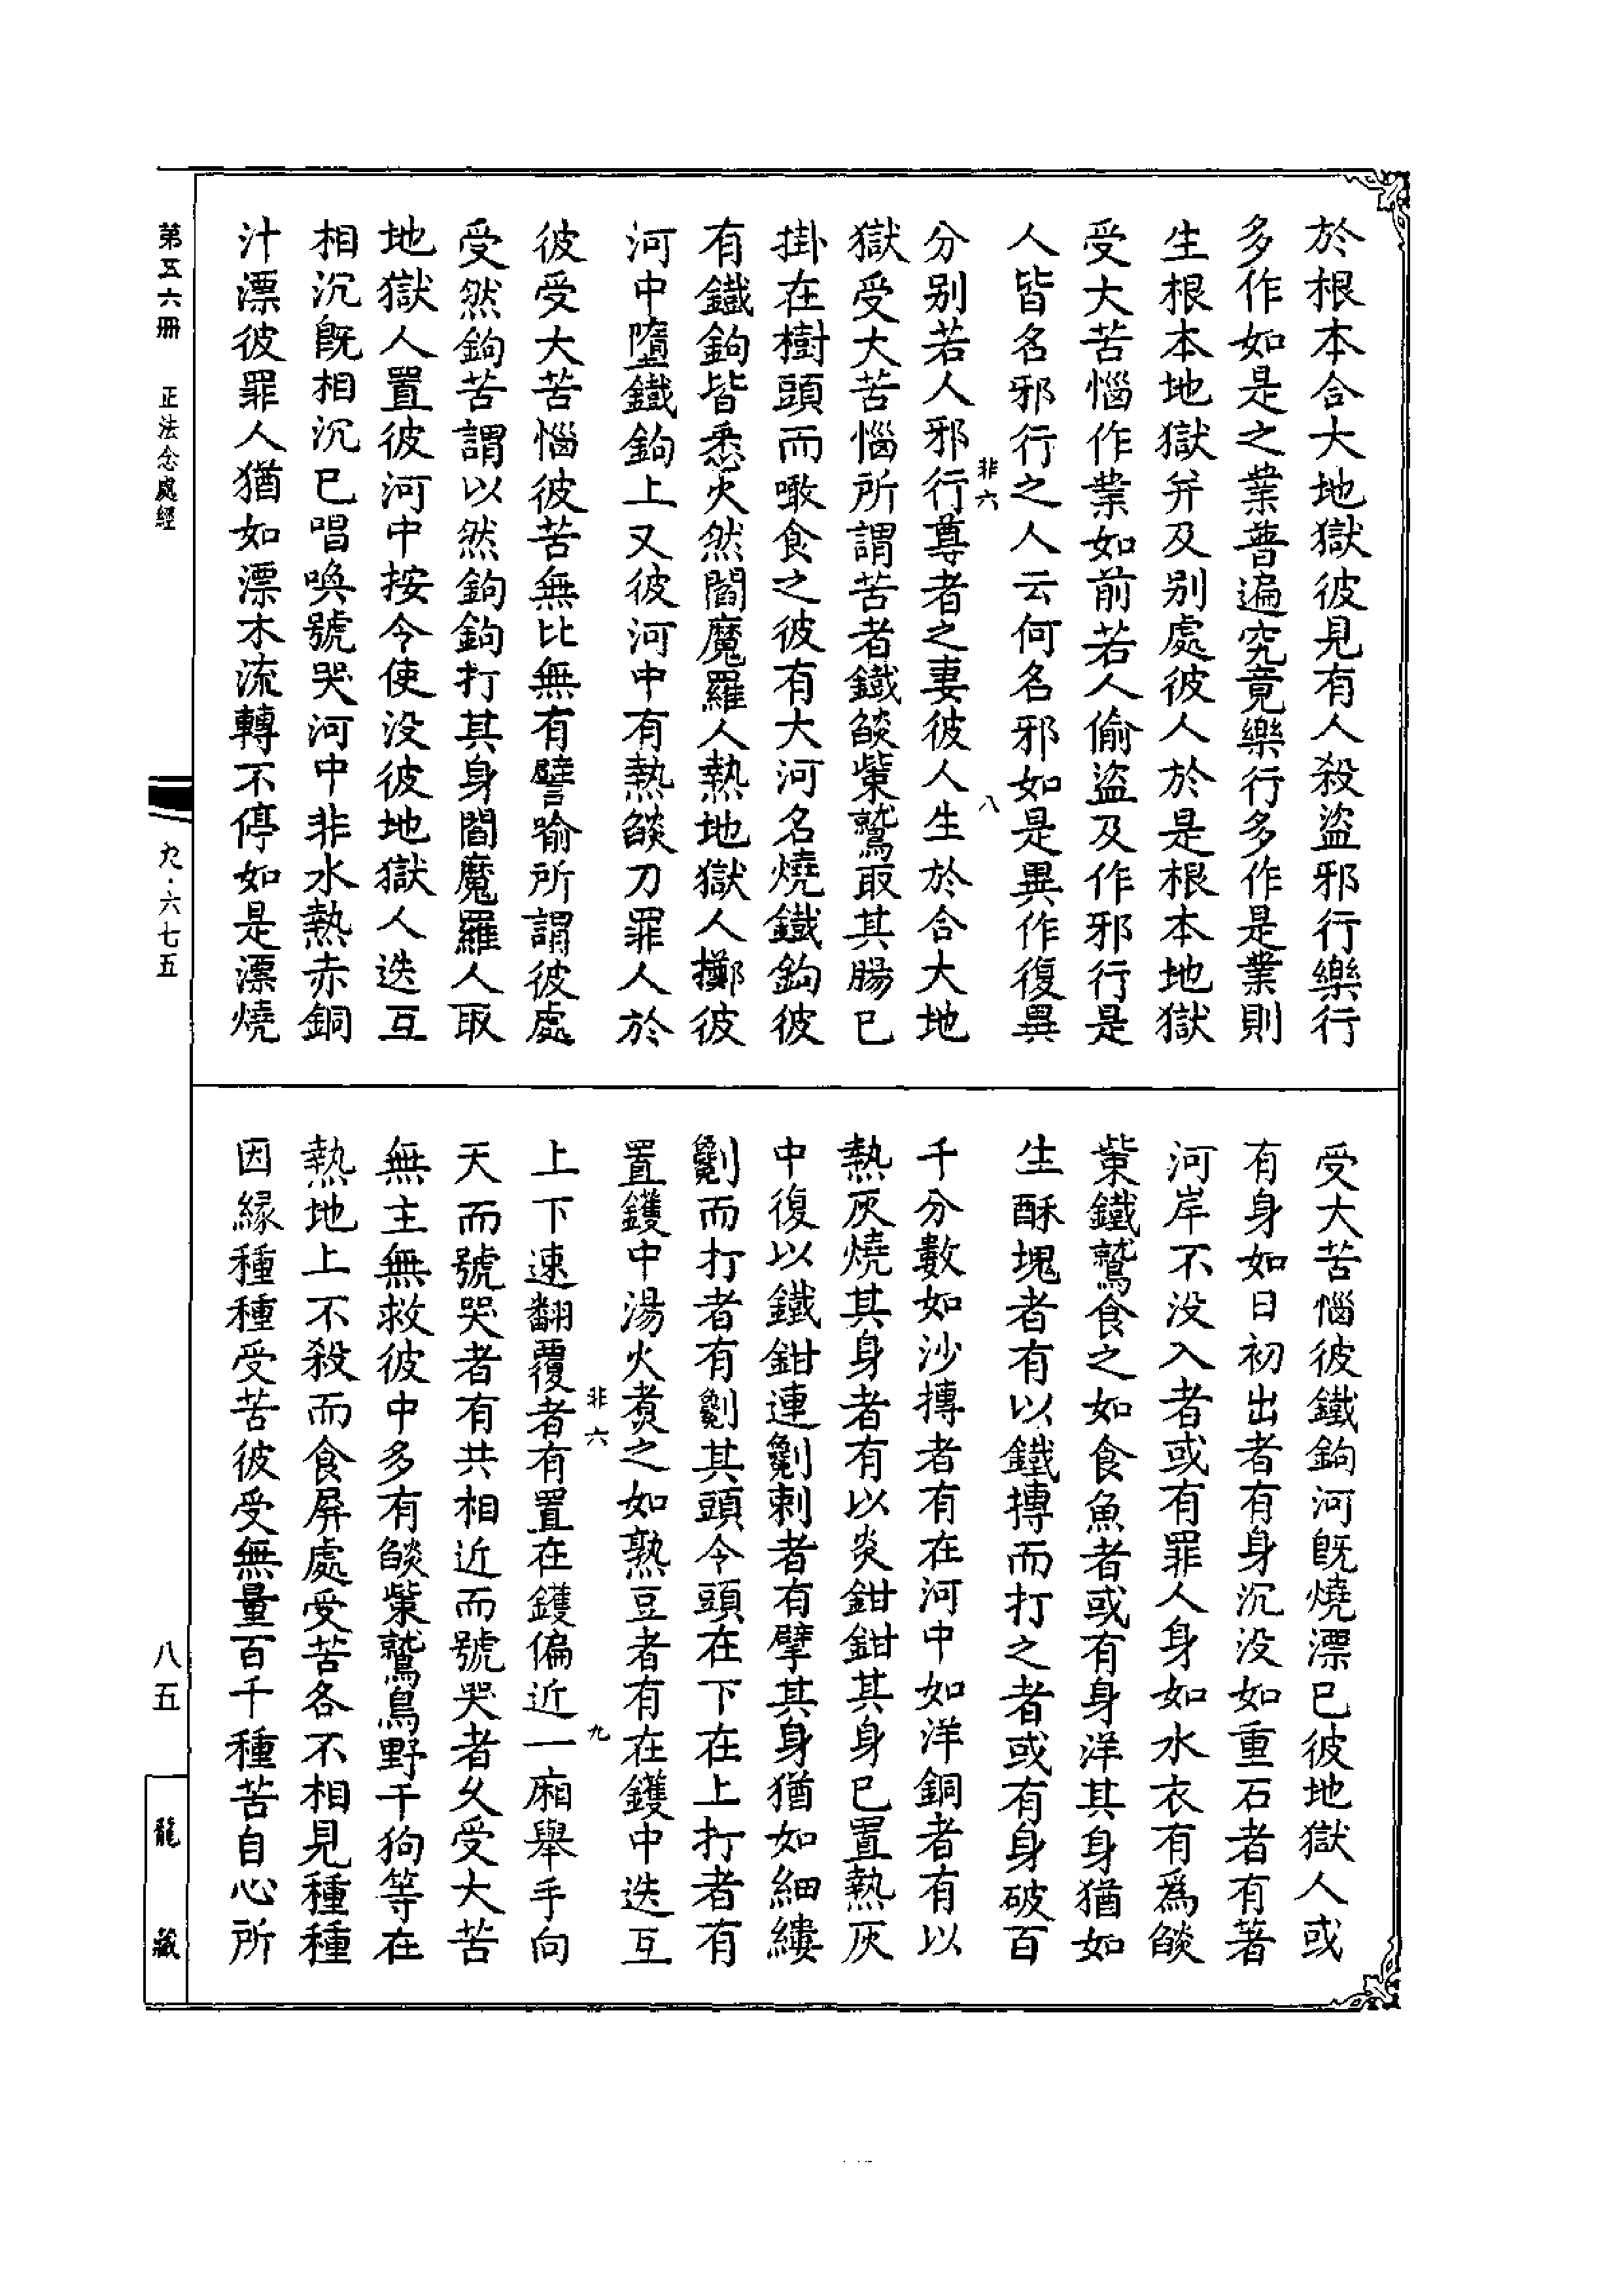 於根本合大地獄彼見有人殺盜邪行樂行
多作如是之業普遍究竟樂行多作是業則
生根本地獄并及别處彼人於是根本地獄
受大苦惱作業如前若人偷盜及作邪行是
人皆名邪行之人云何名邪如是異作復異
非六
八
分别若人邪行尊者之妻彼人生於合大地
獄受大苦惱所謂苦者鐵𦦨㭰鷲取其腸已
掛在樹頭而噉食之彼有大河名燒鐵鉤彼
有鐵鉤皆悉火然閻魔羅人熱地獄人擲彼
河中墮鐵鉤上又彼河中有熱𦦨刀罪人於
彼受大苦惱彼苦無比無有譬喻所謂彼處
受然鉤苦謂以然鉤鉤打其身閻魔羅人取
地獄人置彼河中按令使没彼地獄人迭互
相沉既相沉已唱喚號哭河中非水熱赤銅
汁漂彼罪人猶如漂木流轉不停如是漂燒
受大苦惱彼鐵鉤河既燒漂已彼地獄人或
有身如日初出者有身沉没如重石者有著
河岸不没入者或有罪人身如水衣有爲𦦨
㭰鐵鷲食之如食魚者或有身洋其身猶如
生酥塊者有以鐵摶而打之者或有身破百
千分數如沙摶者有在河中如洋銅者有以
熱灰燒其身者有以炎鉗鉗其身已置熱灰
中復以鐵鉗連劖刺者有擘其身猶如細縷
劖而打者有劖其頭令頭在下在上打者有
置鑊中湯火煑之如熟豆者有在鑊中迭互
非六
九
上下速翻覆者有置在鑊偏近一廂舉手向
天而號哭者有共相近而號哭者久受大苦
無主無救彼中多有𦦨㭰鷲烏野干狗等在
熱地上不殺而食屏處受苦各不相見種種
因縁種種受苦彼受無量百千種苦自心所
第五六册
正法念處經
九·六七五
八五
龍藏